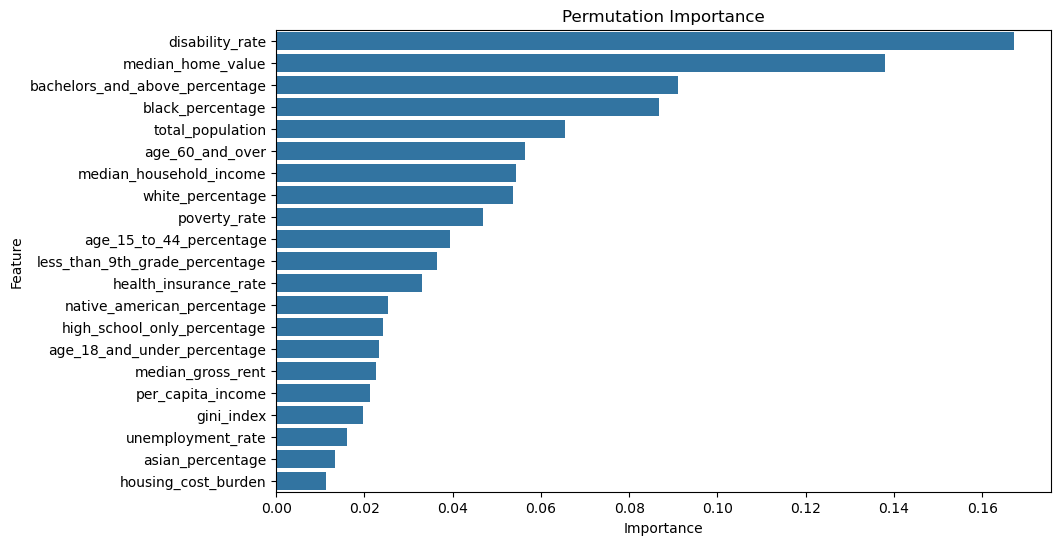 Permutation Importance
Feature
disability_rate
median_home_value
bachelors_and_above_percentage
black_percentage
total_population
age_60_and_over
median_household_income
white_percentage
poverty_rate
age_15_to_44_percentage
less_than_9th_grade_percentage
health_insurance_rate
native_american_percentage
high_school_only_percentage
age_18_and_under_percentage
median_gross_rent
per_capita_income
gini_index
unemployment_rate
asian_percentage
housing_cost_burden
0.00 0.02 0.04 0.06 0.08 0.10 0.12 0.14 0.16
Importance